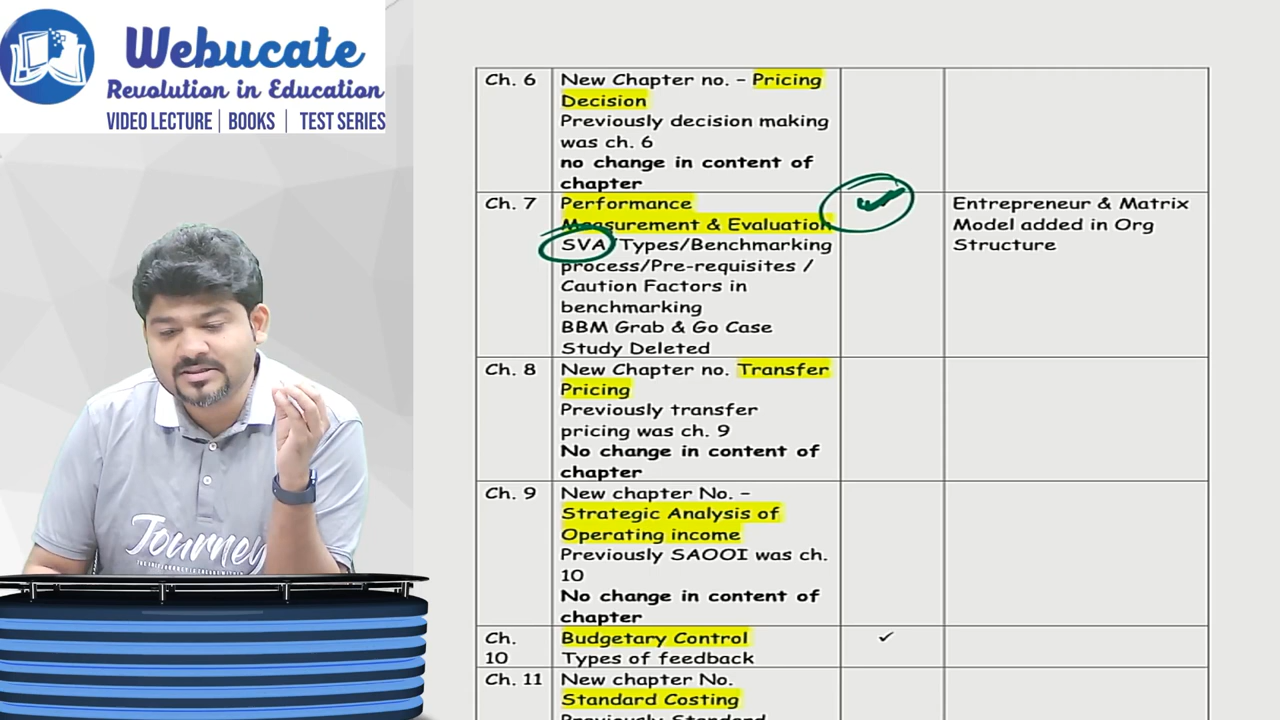 Webucate
Revolution in Education
VIDEO LECTURE | BOOKS | TEST SERIES
Journey
Ch. 6
New Chapter no. – Pricing
Decision
Previously decision making
was ch. 6
no change in content of
chapter
Ch. 7
Performance
Measurement & Evaluation
SVA/Types/Benchmarking
process/Pre-requisites /
Caution Factors in
benchmarking
BBM Grab & Go Case
Study Deleted
✓
Entrepreneur & Matrix
Model added in Org
Structure
Ch. 8
New Chapter no. Transfer
Pricing
Previously transfer
pricing was ch. 9
No change in content of
chapter
Ch. 9
New chapter No. –
Strategic Analysis of
Operating income
Previously SAOOI was ch.
10
No change in content of
chapter
Ch.
10
Budgetary Control
Types of feedback
✓
Ch. 11
New chapter No.
Standard Costing
Previously Standard